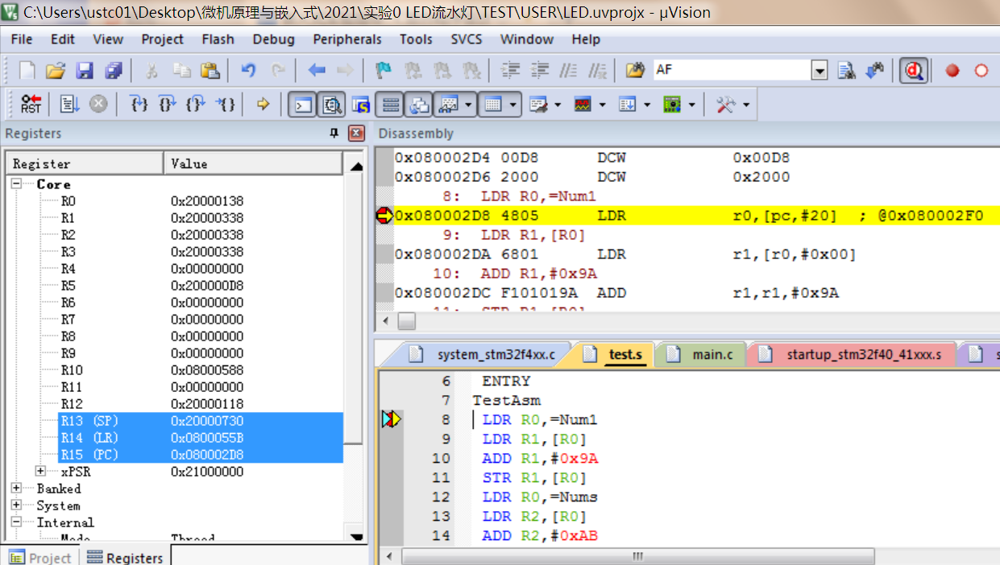 C:\Users\ustc01\Desktop\微机原理与嵌入式\2021\实验0 LED流水灯\TEST\USER\LED.uvprojx - µVision
File Edit View Project Flash Debug Peripherals Tools SVCS Window Help
AF
RST
Registers
Register Value
Core
R0 0x20000138
R1 0x20000338
R2 0x20000338
R3 0x20000338
R4 0x00000000
R5 0x200000D8
R6 0x00000000
R7 0x00000000
R8 0x00000000
R9 0x00000000
R10 0x08000588
R11 0x00000000
R12 0x20000118
R13 (SP) 0x20000730
R14 (LR) 0x0800055B
R15 (PC) 0x080002D8
xPSR 0x21000000
Banked
System
Internal
Mode Thread
Project Registers
Disassembly
0x080002D4 00D8 DCW 0x00D8
0x080002D6 2000 DCW 0x2000
8: LDR R0,=Num1
0x080002D8 4805 LDR r0,[pc,#20] ; @0x080002F0
9: LDR R1,[R0]
0x080002DA 6801 LDR r1,[r0,#0x00]
10: ADD R1,#0x9A
0x080002DC F101019A ADD r1,r1,#0x9A
11: STR R1,[R0]
system_stm32f4xx.c test.s main.c startup_stm32f40_41xxx.s s
6 ENTRY
7 TestAsm
8 LDR R0,=Num1
9 LDR R1,[R0]
10 ADD R1,#0x9A
11 STR R1,[R0]
12 LDR R0,=Nums
13 LDR R2,[R0]
14 ADD R2,#0xAB